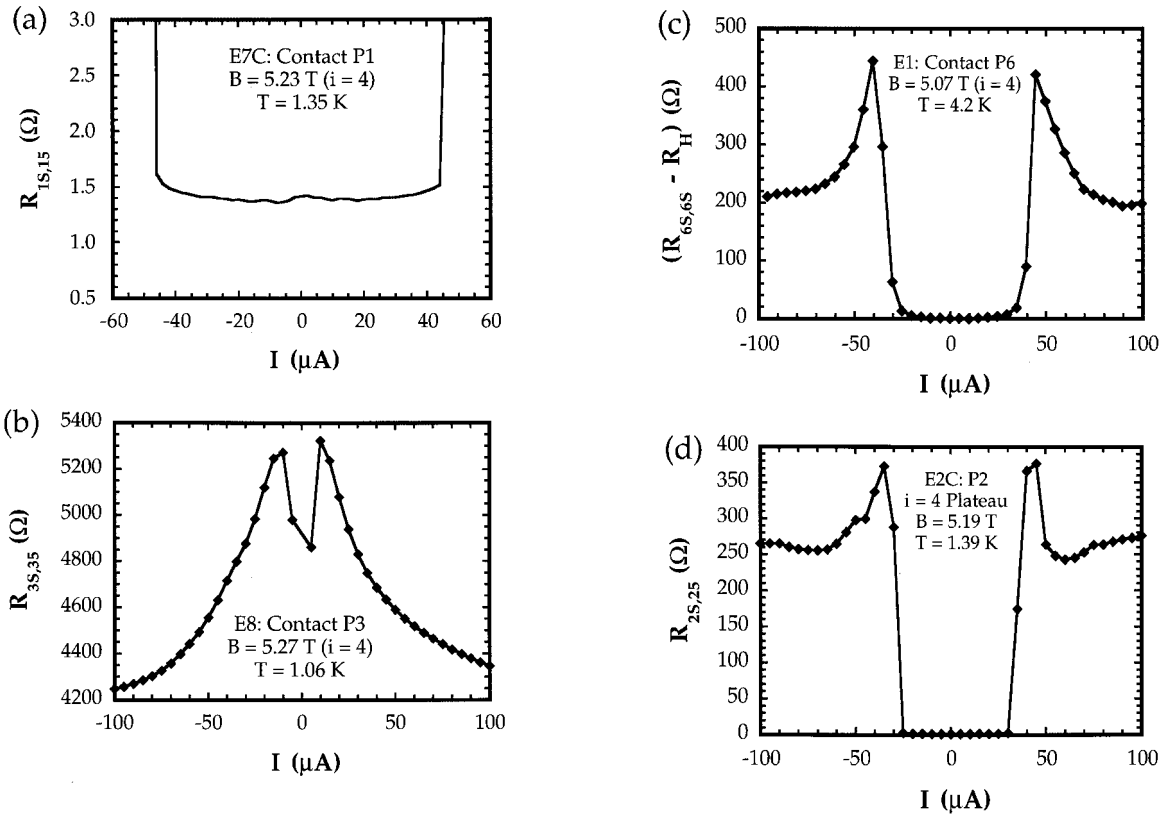 (a)
3.0
2.5
2.0
1.5
1.0
0.5
R1S,15 (Ω)
E7C: Contact P1
B = 5.23 T (i = 4)
T = 1.35 K
-60 -40 -20 0 20 40 60
I (µA)
(b)
5400
5200
5000
4800
4600
4400
4200
R3S,35 (Ω)
E8: Contact P3
B = 5.27 T (i = 4)
T = 1.06 K
-100 -50 0 50 100
I (µA)
(c)
500
400
300
200
100
0
(R6S,6S - RH) (Ω)
E1: Contact P6
B = 5.07 T (i = 4)
T = 4.2 K
-100 -50 0 50 100
I (µA)
(d)
400
350
300
250
200
150
100
50
0
R2S,25 (Ω)
E2C: P2
i = 4 Plateau
B = 5.19 T
T = 1.39 K
-100 -50 0 50 100
I (µA)